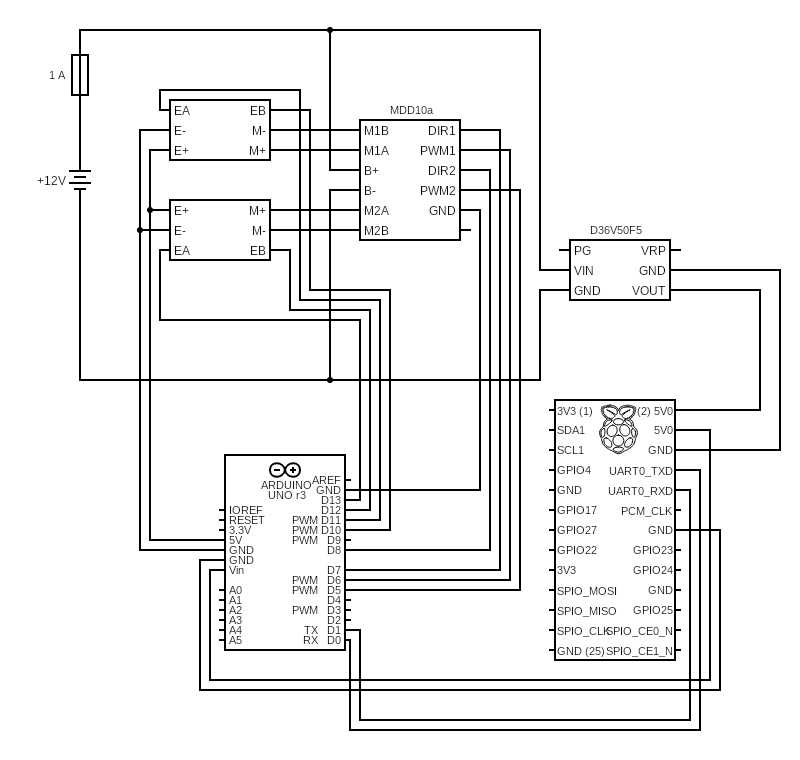 1 A
+12V
EA EB
E- M-
E+ M+
E+ M+
E- M-
EA EB
MDD10a
M1B DIR1
M1A PWM1
B+ DIR2
B- PWM2
M2A GND
M2B
D36V50F5
PG VRP
VIN GND
GND VOUT
ARDUINO
UNO r3
AREF
GND
D13
IOREF D12
RESET PWM D11
3.3V PWM D10
5V PWM D9
GND D8
GND
Vin D7
PWM D6
A0 PWM D5
A1 D4
A2 PWM D3
A3 D2
A4 TX D1
A5 RX D0
3V3 (1) (2) 5V0
SDA1 5V0
SCL1 GND
GPIO4 UART0_TXD
GND UART0_RXD
GPIO17 PCM_CLK
GPIO27 GND
GPIO22 GPIO23
3V3 GPIO24
SPIO_MOSI GND
SPIO_MISO GPIO25
SPIO_CLK SPIO_CE0_N
GND (25) SPIO_CE1_N